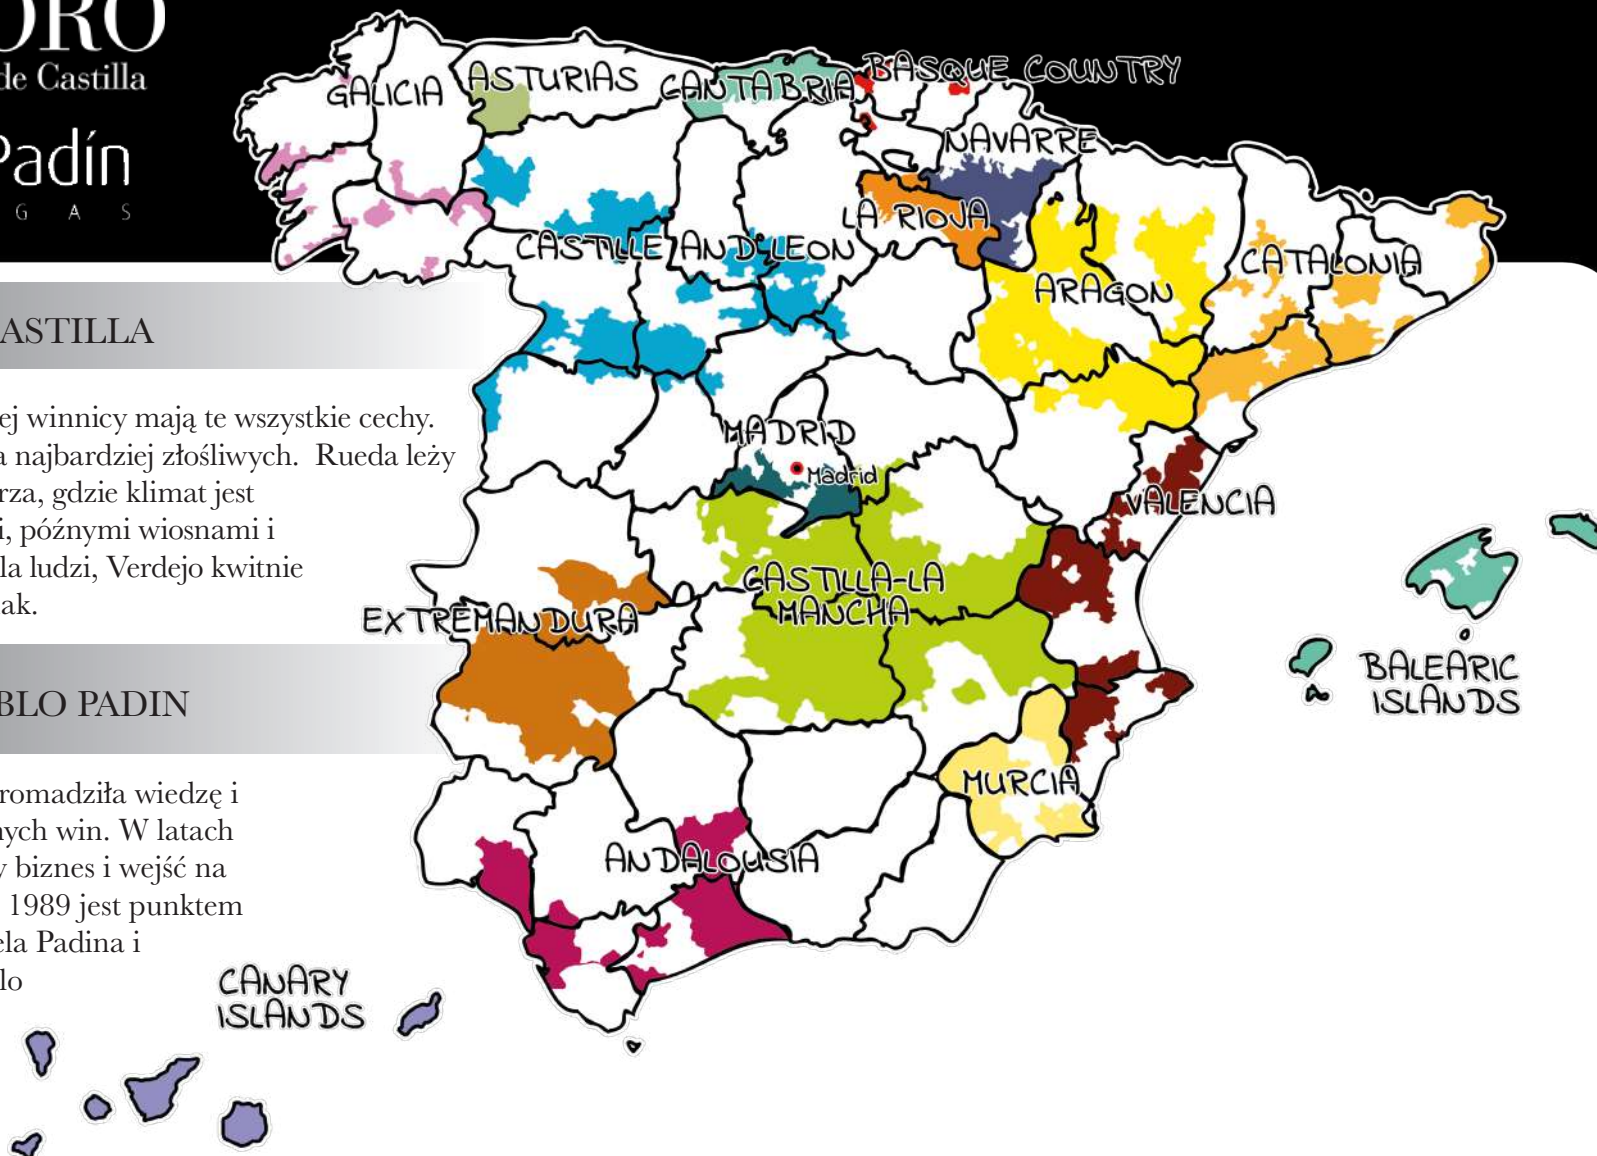 ORO
de Castilla
Padín
G A S
ASTILLA
ej winnicy mają te wszystkie cechy.
a najbardziej złośliwych. Rueda leży
rza, gdzie klimat jest
i, późnymi wiosnami i
la ludzi, Verdejo kwitnie
ak.
BLO PADIN
romadziła wiedzę i
nych win. W latach
y biznes i wejść na
1989 jest punktem
ela Padina i
lo
GALICIA
ASTURIAS
CANTABRIA
BASQUE COUNTRY
NAVARRE
LA RIOJA
CASTILLE AND LEON
ARAGON
CATALONIA
MADRID
Madrid
VALENCIA
CASTILLA-LA
MANCHA
EXTREMANDURA
BALEARIC
ISLANDS
MURCIA
ANDALOUSIA
CANARY
ISLANDS